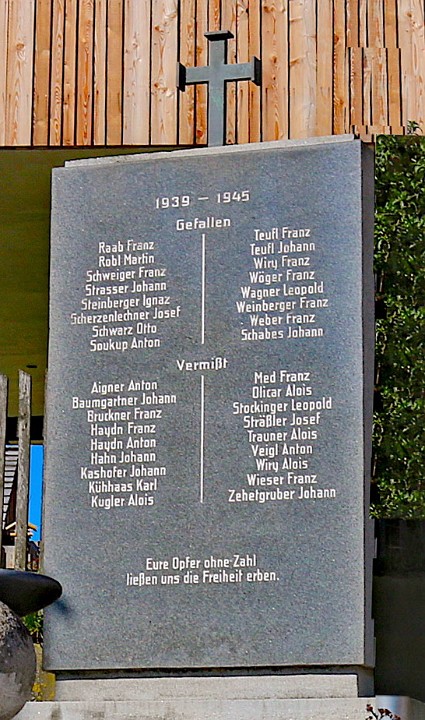 1939 – 1945
Gefallen
Raab Franz
Röbl Martin
Schweiger Franz
Strasser Johann
Steinberger Ignaz
Scherzenlechner Josef
Schwarz Otto
Soukup Anton
Teufl Franz
Teufl Johann
Wiry Franz
Wöger Franz
Wagner Leopold
Weinberger Franz
Weber Franz
Schabes Johann
Vermißt
Aigner Anton
Baumgartner Johann
Bruckner Franz
Haydn Franz
Haydn Anton
Hahn Johann
Kashofer Johann
Kühhaas Karl
Kugler Alois
Med Franz
Olicar Alois
Stockinger Leopold
Sträßler Josef
Trauner Alois
Veigl Anton
Wiry Alois
Wieser Franz
Zehetgruber Johann
Eure Opfer ohne Zahl
ließen uns die Freiheit erben.